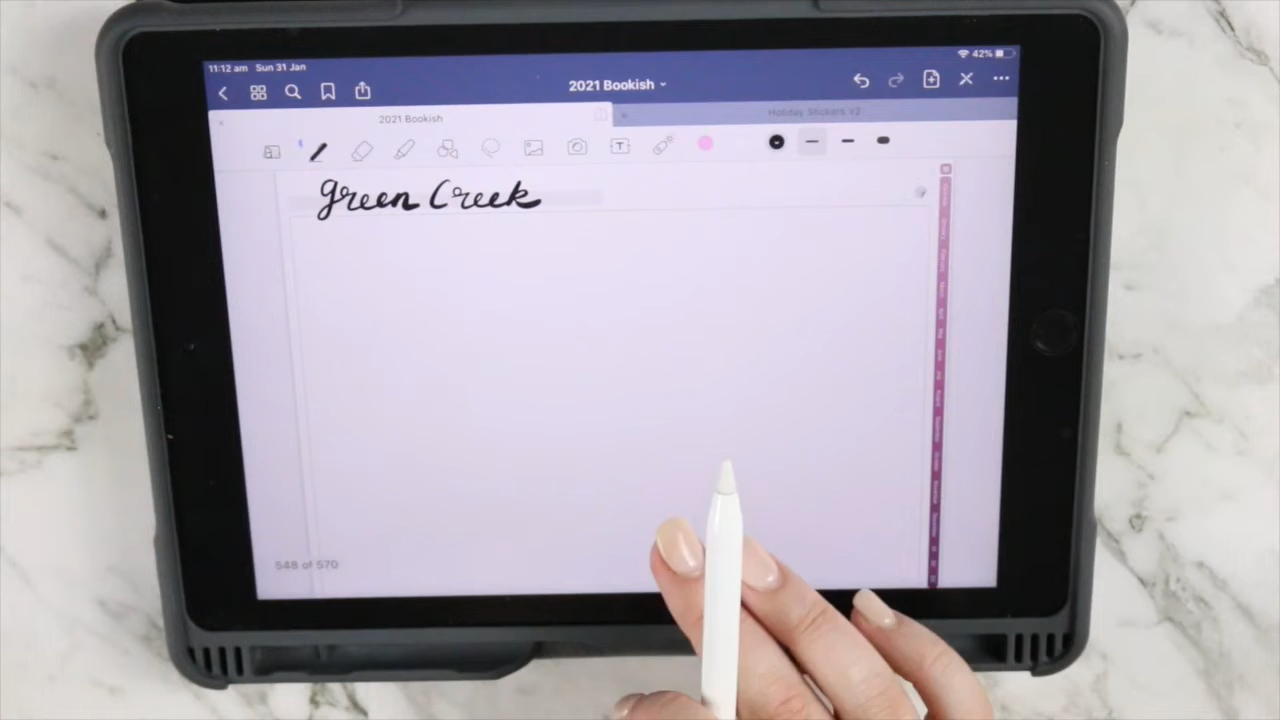 11:12 am Sun 31 Jan
42%
2021 Bookish
2021 Bookish
Holiday Stickers V2
T
green Creek
548 of 570